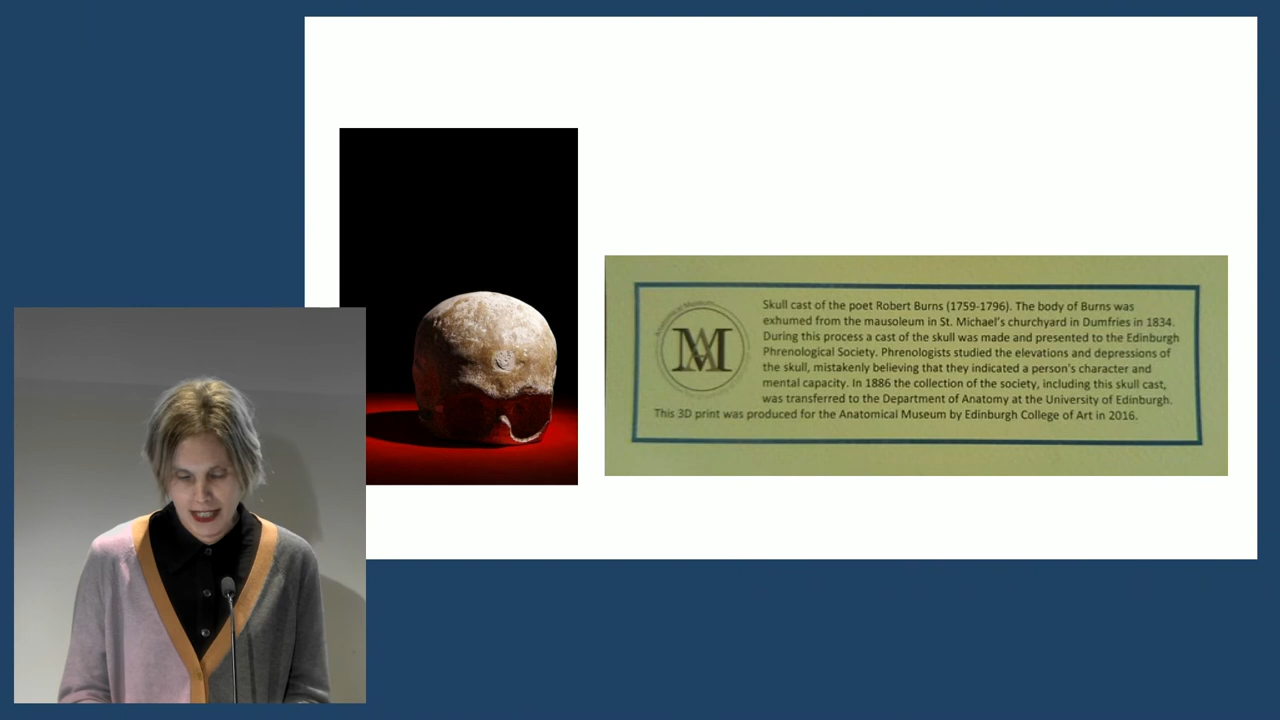 Skull cast of the poet Robert Burns (1759-1796). The body of Burns was
exhumed from the mausoleum in St. Michael's churchyard in Dumfries in 1834.
During this process a cast of the skull was made and presented to the Edinburgh
Phrenological Society. Phrenologists studied the elevations and depressions of
the skull, mistakenly believing that they indicated a person's character and
mental capacity. In 1886 the collection of the society, including this skull cast,
was transferred to the Department of Anatomy at the University of Edinburgh.
This 3D print was produced for the Anatomical Museum by Edinburgh College of Art in 2016.